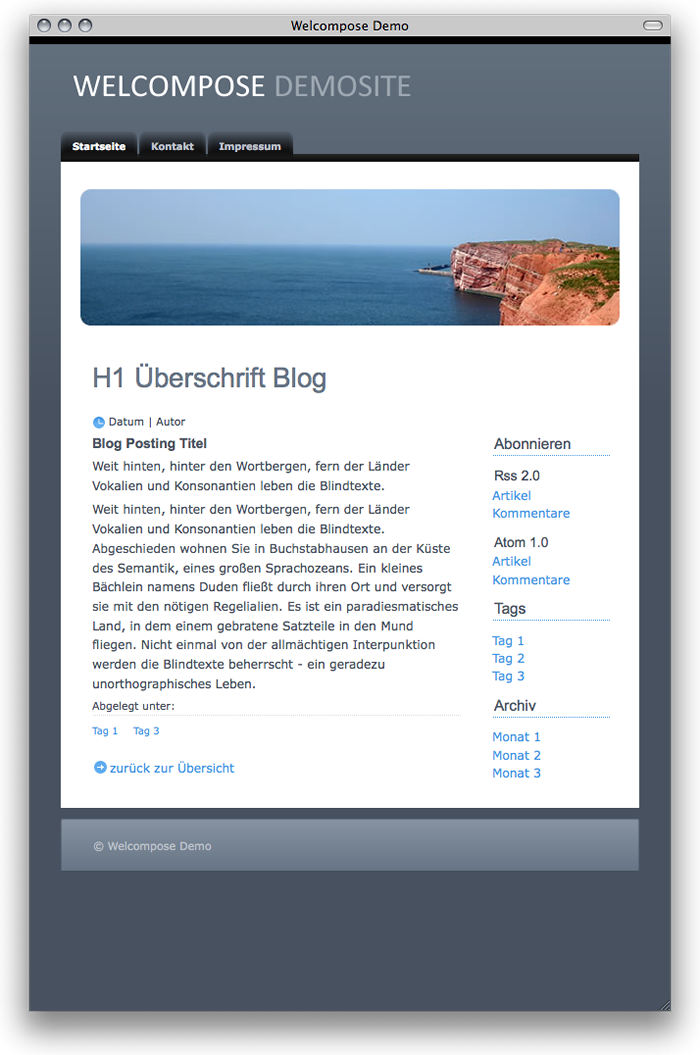 Welcompose Demo
WELCOMPOSE DEMOSITE
Startseite Kontakt Impressum
H1 Überschrift Blog
Datum | Autor
Blog Posting Titel
Weit hinten, hinter den Wortbergen, fern der Länder
Vokalien und Konsonantien leben die Blindtexte.
Weit hinten, hinter den Wortbergen, fern der Länder
Vokalien und Konsonantien leben die Blindtexte.
Abgeschieden wohnen Sie in Buchstabhausen an der Küste
des Semantik, eines großen Sprachozeans. Ein kleines
Bächlein namens Duden fließt durch ihren Ort und versorgt
sie mit den nötigen Regelialien. Es ist ein paradiesmatisches
Land, in dem einem gebratene Satzteile in den Mund
fliegen. Nicht einmal von der allmächtigen Interpunktion
werden die Blindtexte beherrscht - ein geradezu
unorthographisches Leben.
Abgelegt unter:
Tag 1 Tag 3
zurück zur Übersicht
Abonnieren
Rss 2.0
Artikel
Kommentare
Atom 1.0
Artikel
Kommentare
Tags
Tag 1
Tag 2
Tag 3
Archiv
Monat 1
Monat 2
Monat 3
© Welcompose Demo